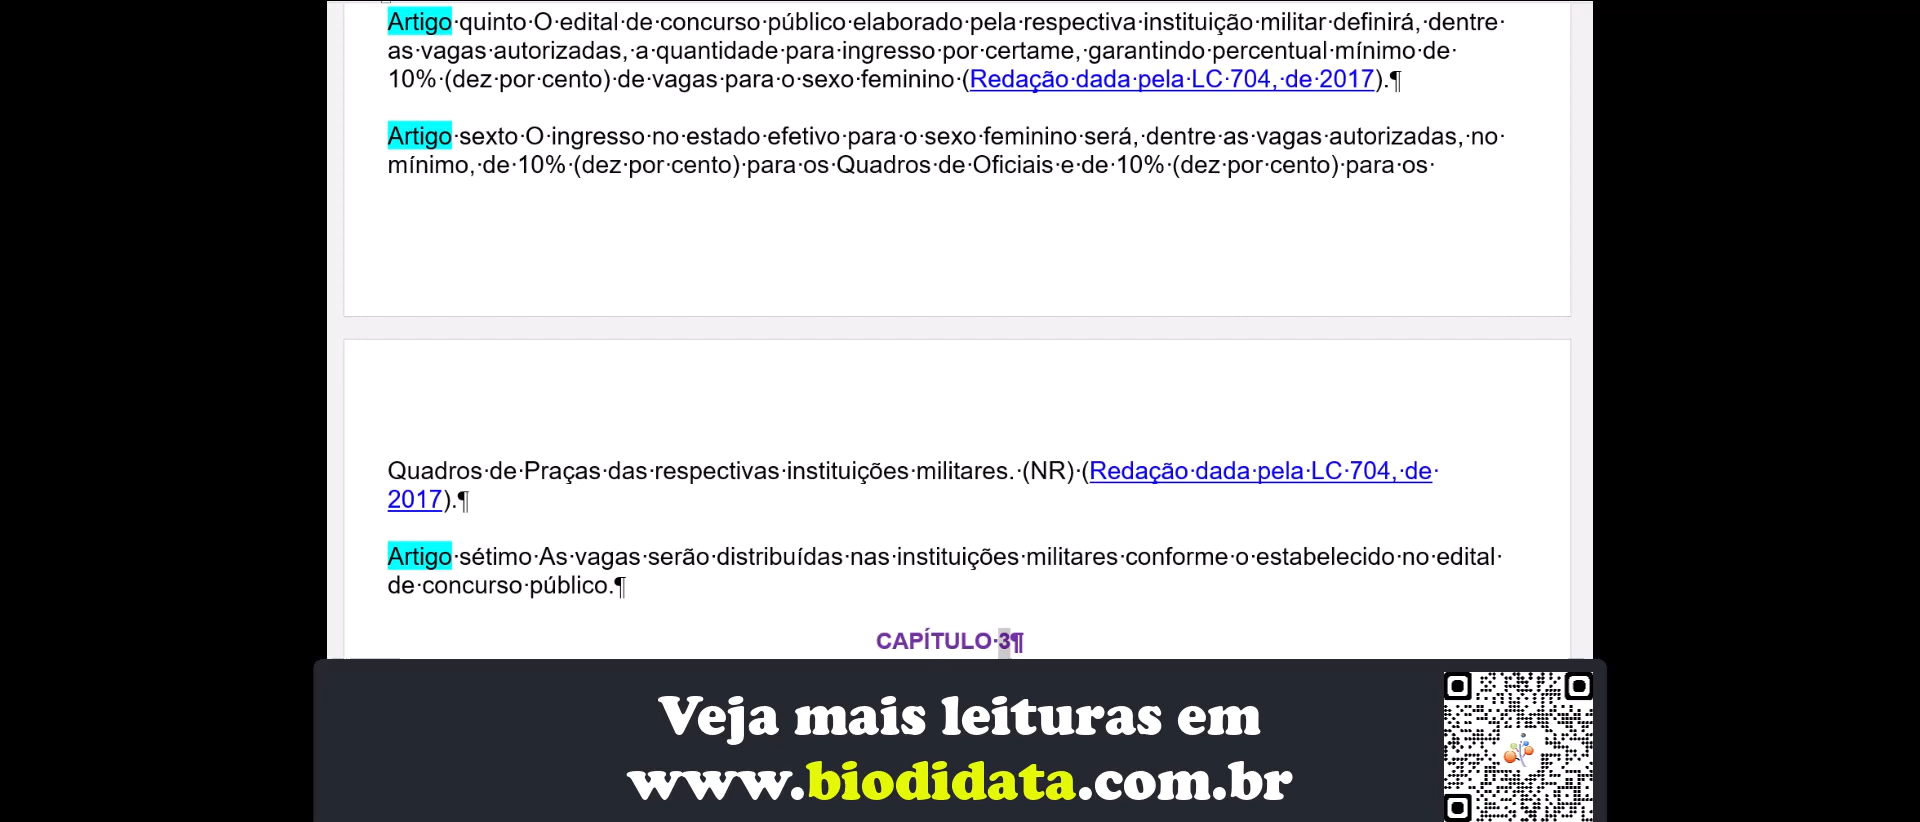 Artigo quinto O edital de concurso público elaborado pela respectiva instituição militar definirá, dentre
as vagas autorizadas, a quantidade para ingresso por certame, garantindo percentual mínimo de
10% (dez por cento) de vagas para o sexo feminino (Redação dada pela LC 704, de 2017).¶
Artigo sexto O ingresso no estado efetivo para o sexo feminino será, dentre as vagas autorizadas, no
mínimo, de 10% (dez por cento) para os Quadros de Oficiais e de 10% (dez por cento) para os
Quadros de Praças das respectivas instituições militares. (NR) (Redação dada pela LC 704, de
2017).¶
Artigo sétimo As vagas serão distribuídas nas instituições militares conforme o estabelecido no edital
de concurso público.¶
CAPÍTULO 3¶
Veja mais leituras em
www.biodidata.com.br